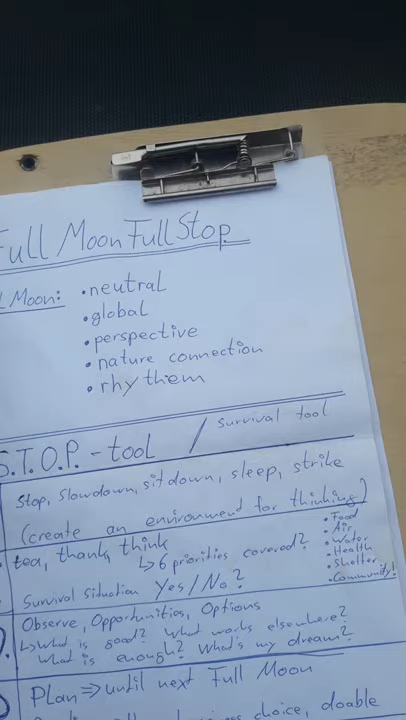 Full Moon Full Stop
Moon:
• neutral
• global
• perspective
• nature connection
• rhythem
S.T.O.P. - tool / survival tool
Stop, Slowdown, sit down, sleep, strike
(create an environment for thinking)
tea, thank, think
↳ 6 priorities covered?
• Food
• Air
• Water
• Health
• Shelter
• Community!
Survival Situation Yes / No?
Observe, Opportunities, Options
↳ What is good? What works elsewhere?
What is enough? What's my dream?
Plan ⇒ until next Full Moon
choice, doable